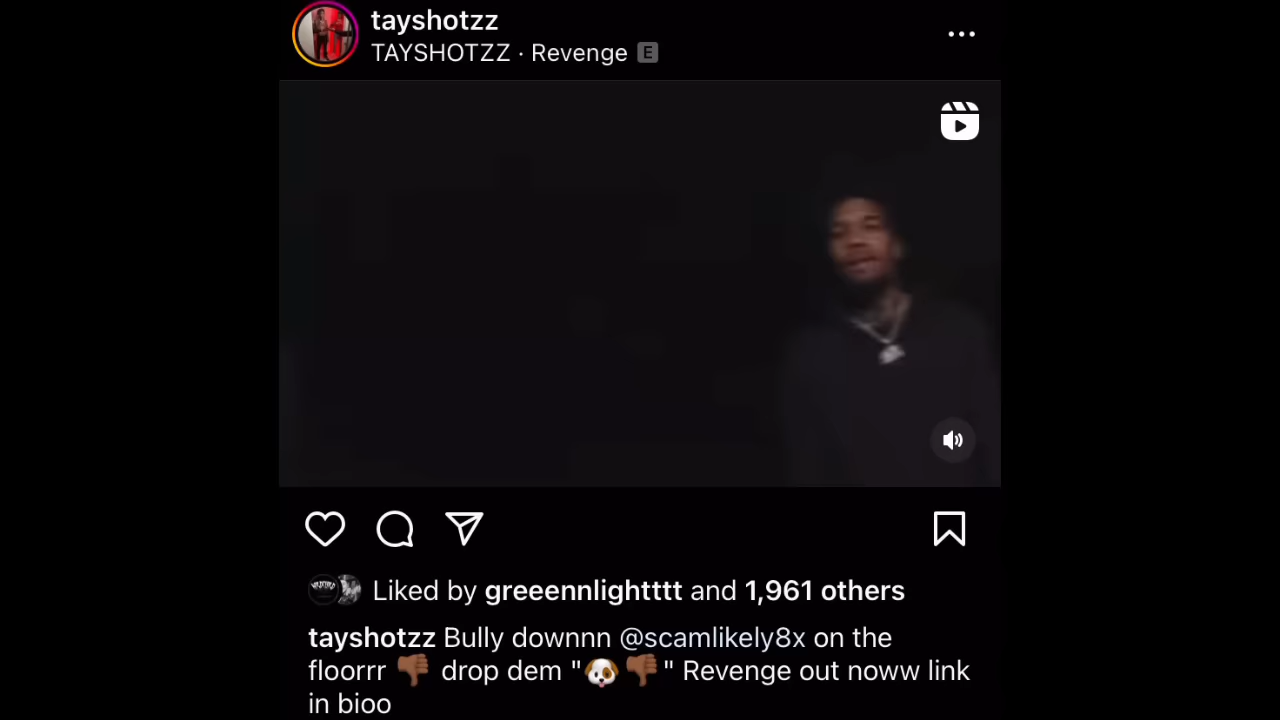 tayshotzz
TAYSHOTZZ · Revenge E
Liked by greeennlightttt and 1,961 others
tayshotzz Bully downnn @scamlikely8x on the
floorrr 👎🏾 drop dem "🐶👎🏾" Revenge out noww link
in bioo